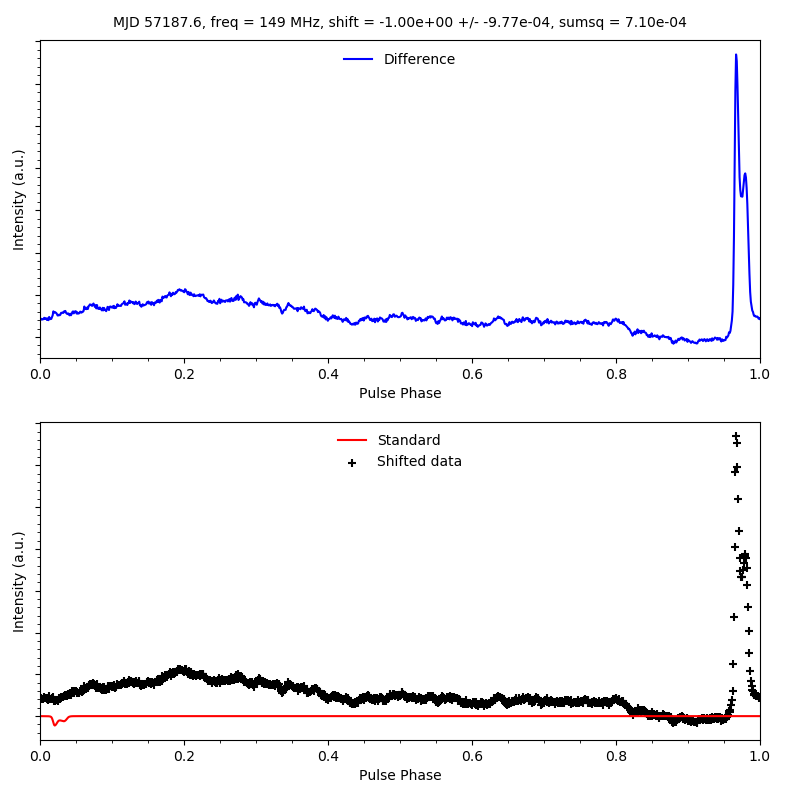 MJD 57187.6, freq = 149 MHz, shift = -1.00e+00 +/- -9.77e-04, sumsq = 7.10e-04
Difference
Intensity (a.u.)
0.0 0.2 0.4 0.6 0.8 1.0
Pulse Phase
Standard
Shifted data
Intensity (a.u.)
0.0 0.2 0.4 0.6 0.8 1.0
Pulse Phase